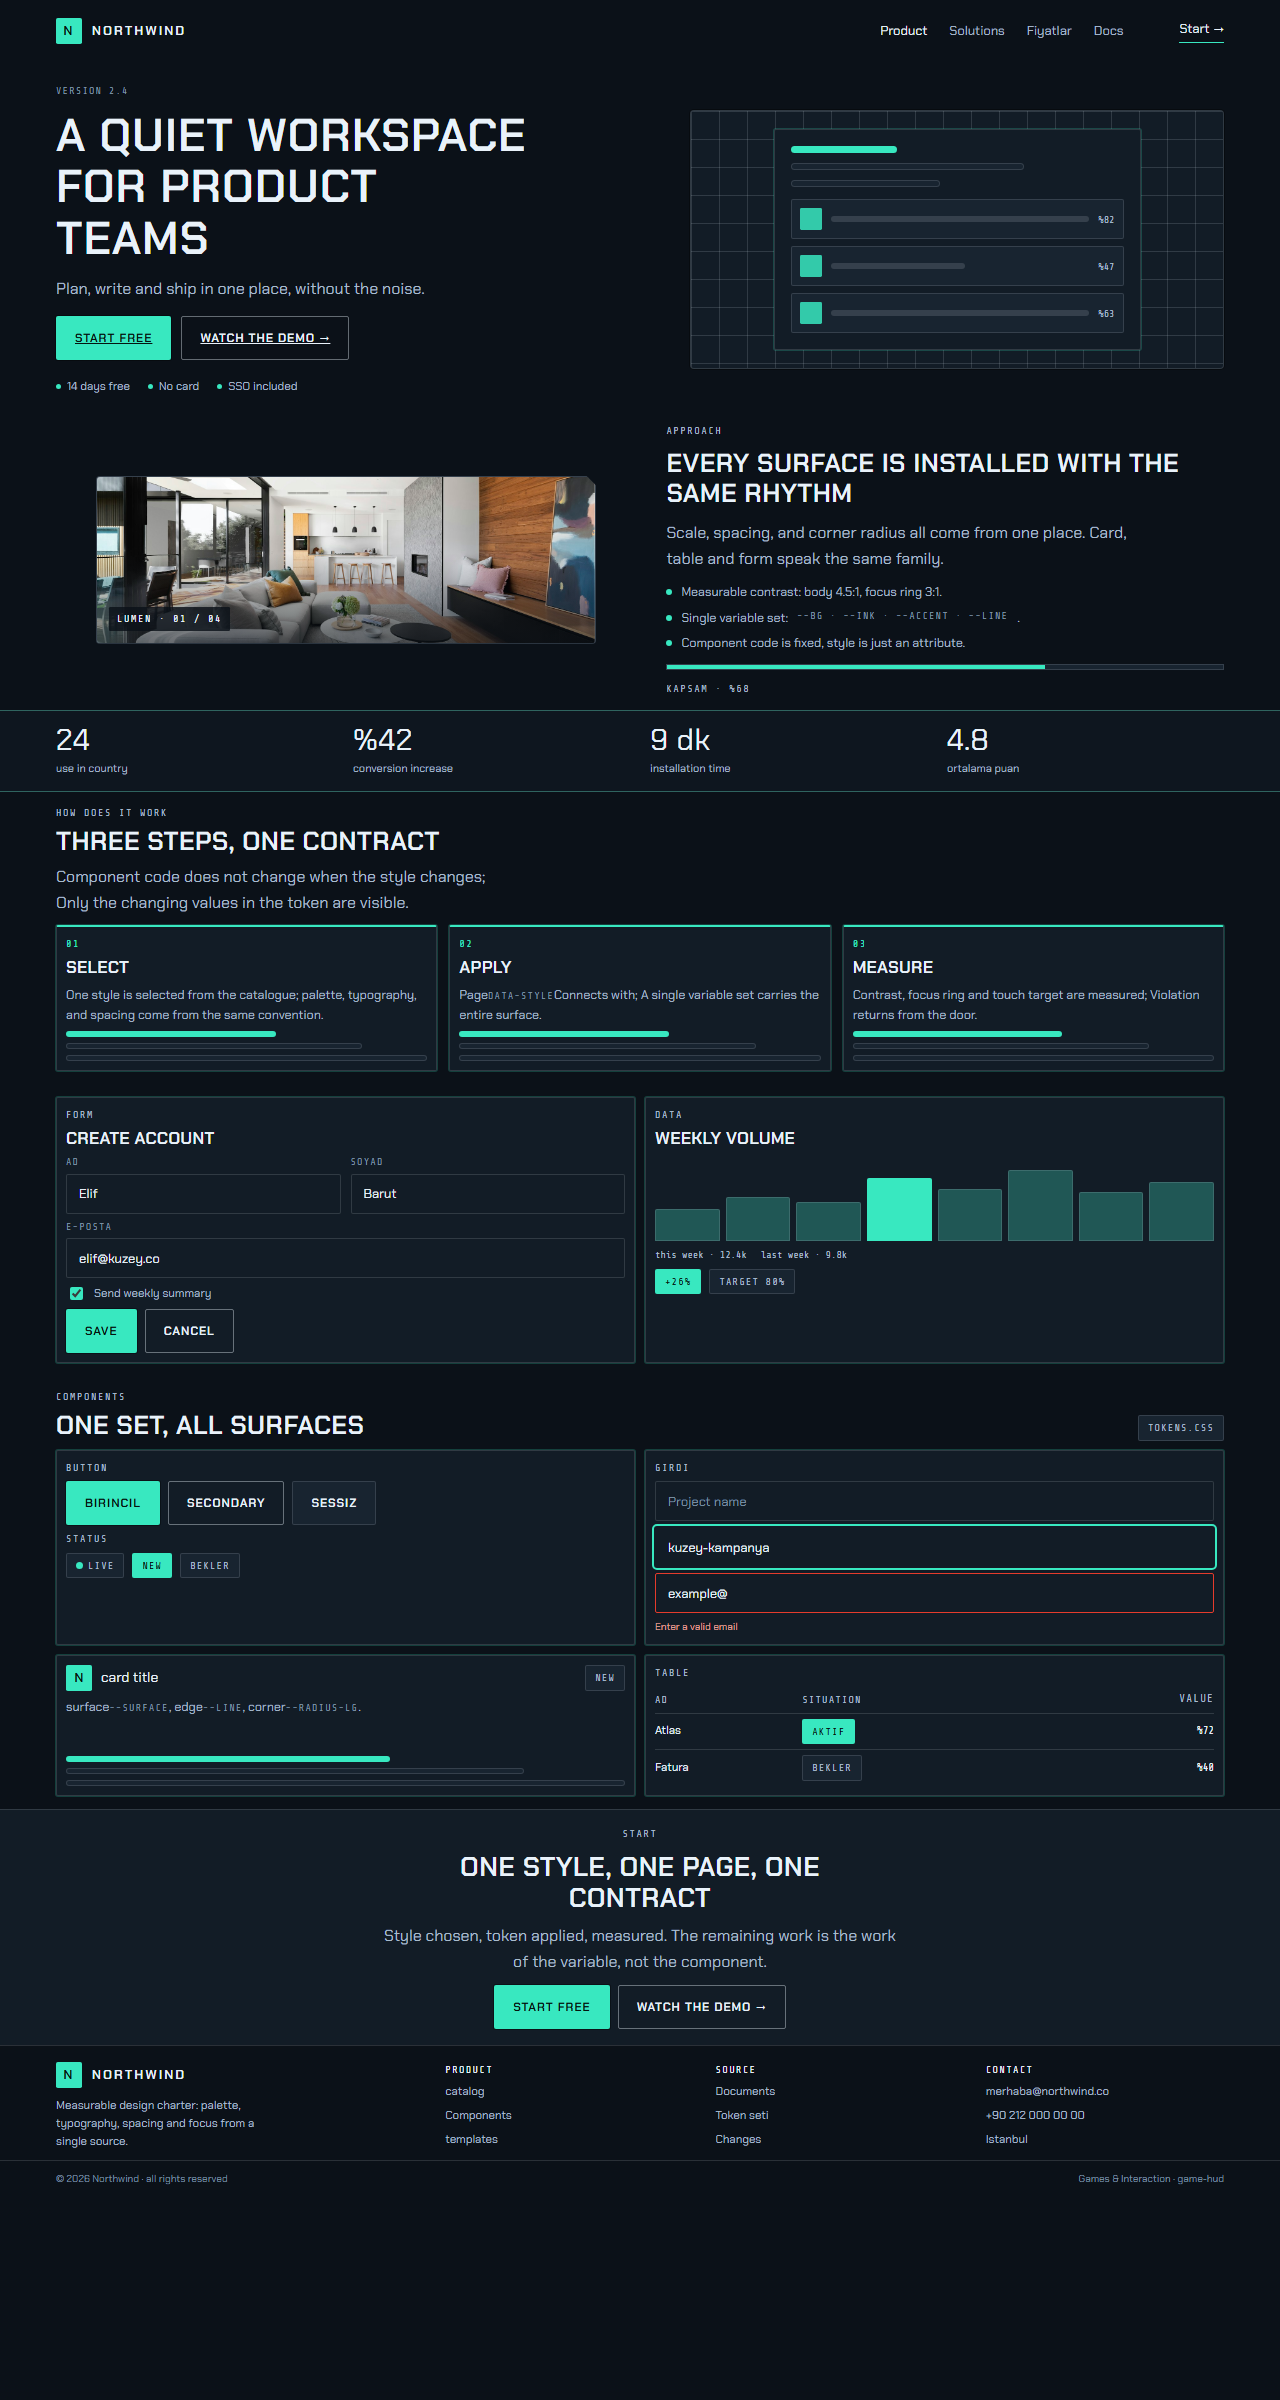 N NORTHWIND
Product Solutions Fiyatlar Docs Start →
VERSION 2.4
A QUIET WORKSPACE
FOR PRODUCT
TEAMS
Plan, write and ship in one place, without the noise.
START FREE WATCH THE DEMO →
14 days free No card SSO included
%82
%47
%63
LUMEN · 01 / 04
APPROACH
EVERY SURFACE IS INSTALLED WITH THE
SAME RHYTHM
Scale, spacing, and corner radius all come from one place. Card,
table and form speak the same family.
Measurable contrast: body 4.5:1, focus ring 3:1.
Single variable set: --BG · --INK · --ACCENT · --LINE .
Component code is fixed, style is just an attribute.
KAPSAM · %68
24 %42 9 dk 4.8
use in country conversion increase installation time ortalama puan
HOW DOES IT WORK
THREE STEPS, ONE CONTRACT
Component code does not change when the style changes;
Only the changing values in the token are visible.
01
SELECT
One style is selected from the catalogue; palette, typography,
and spacing come from the same convention.
02
APPLY
PageDATA-STYLEConnects with; A single variable set carries the
entire surface.
03
MEASURE
Contrast, focus ring and touch target are measured; Violation
returns from the door.
FORM
CREATE ACCOUNT
AD SOYAD
Elif Barut
E-POSTA
elif@kuzey.co
Send weekly summary
SAVE CANCEL
DATA
WEEKLY VOLUME
this week · 12.4k last week · 9.8k
+26% TARGET 80%
COMPONENTS
ONE SET, ALL SURFACES
TOKENS.CSS
BUTTON
BIRINCIL SECONDARY SESSIZ
STATUS
LIVE NEW BEKLER
GIRDI
Project name
kuzey-kampanya
example@
Enter a valid email
N card title NEW
surface--SURFACE, edge--LINE, corner--RADIUS-LG.
TABLE
AD SITUATION VALUE
Atlas AKTIF %72
Fatura BEKLER %40
START
ONE STYLE, ONE PAGE, ONE
CONTRACT
Style chosen, token applied, measured. The remaining work is the work
of the variable, not the component.
START FREE WATCH THE DEMO →
N NORTHWIND
Measurable design charter: palette,
typography, spacing and focus from a
single source.
PRODUCT
catalog
Components
templates
SOURCE
Documents
Token seti
Changes
CONTACT
merhaba@northwind.co
+90 212 000 00 00
Istanbul
© 2026 Northwind · all rights reserved
Games & Interaction · game-hud